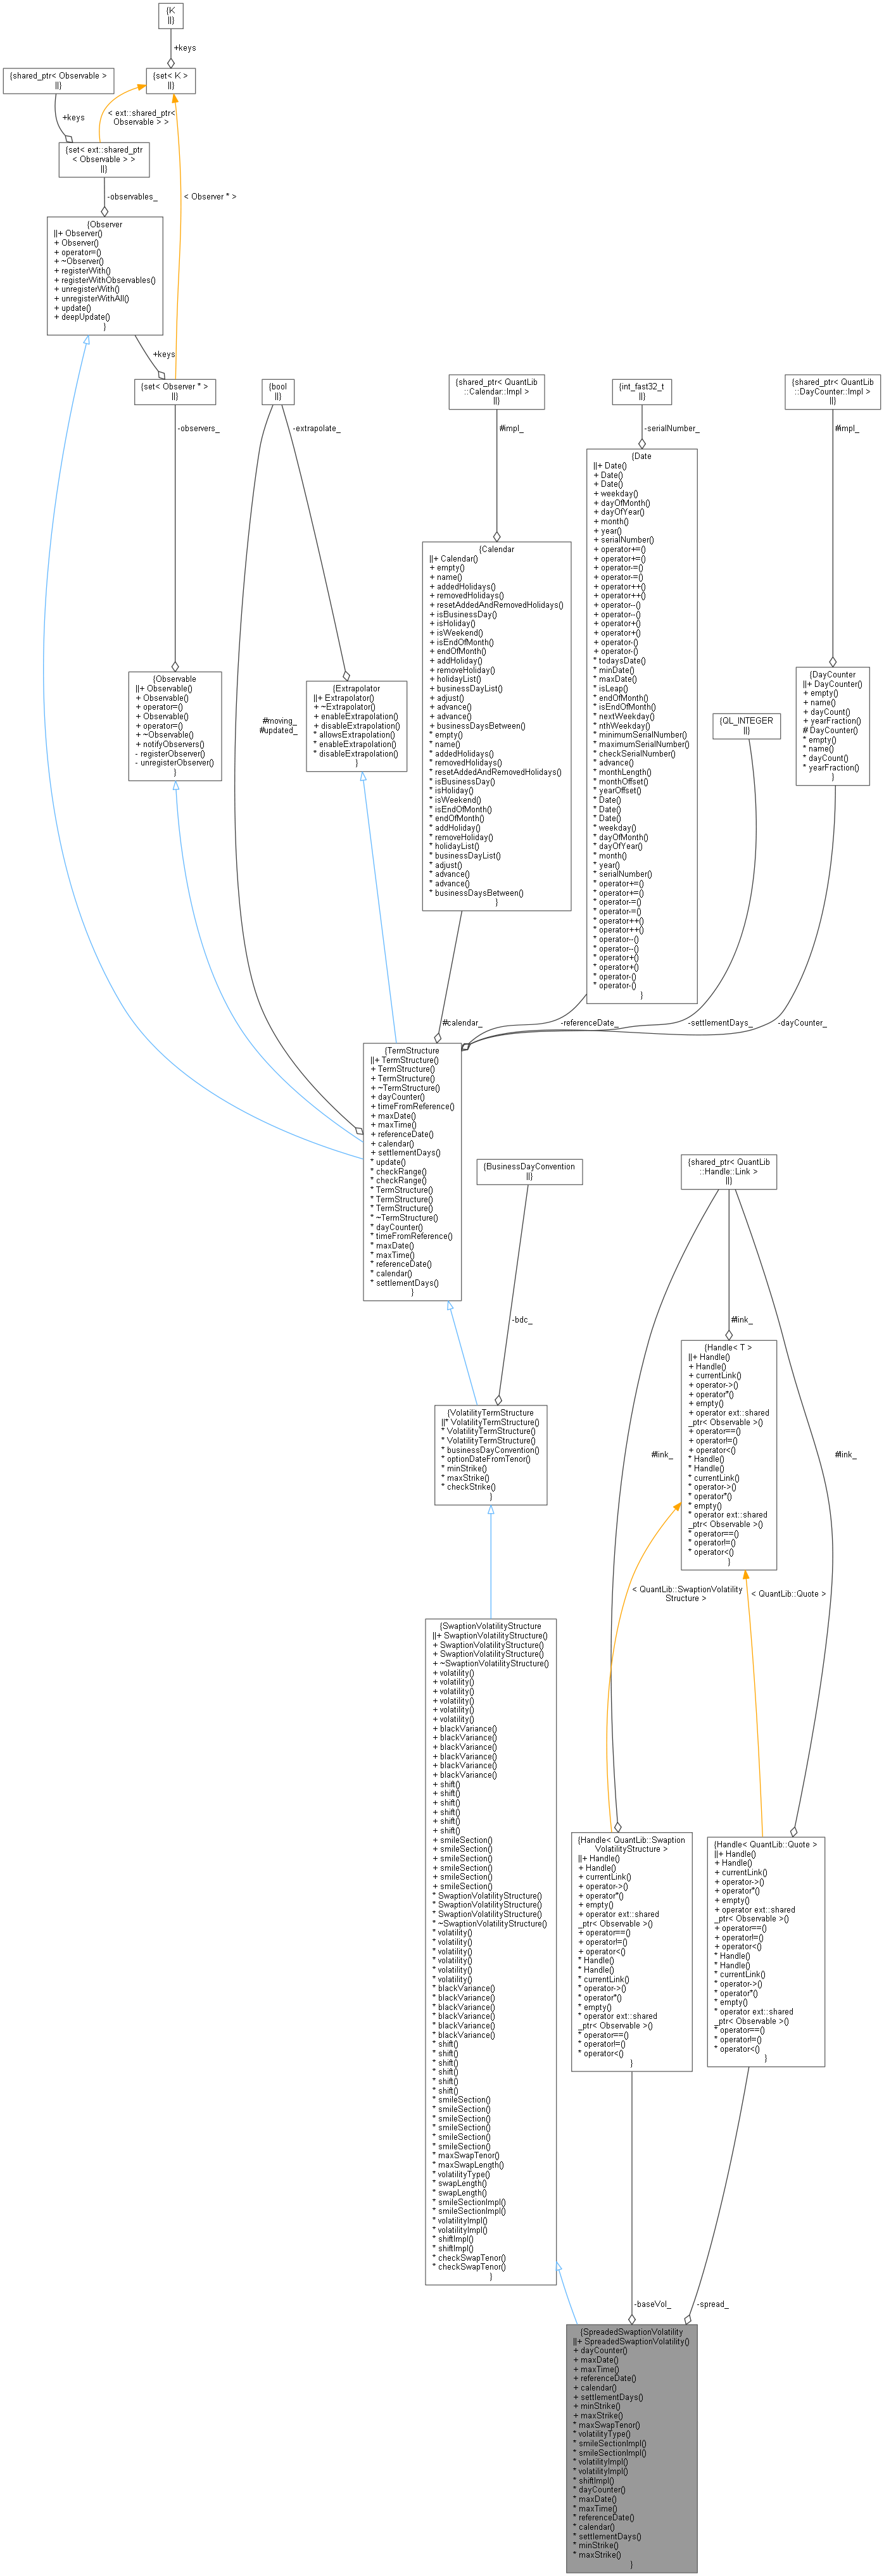 {K
||}
+keys
{shared_ptr< Observable >
||}
{set< K >
||}
+keys
< ext::shared_ptr<
Observable > >
{set< ext::shared_ptr
< Observable > >
||}
-observables_
< Observer * >
{Observer
||+ Observer()
+ Observer()
+ operator=()
+ ~Observer()
+ registerWith()
+ registerWithObservables()
+ unregisterWith()
+ unregisterWithAll()
+ update()
+ deepUpdate()
}
+keys
{set< Observer * >
||}
-observers_
{bool
||}
-extrapolate_
{shared_ptr< QuantLib
::Calendar::Impl >
||}
#impl_
{int_fast32_t
||}
-serialNumber_
{shared_ptr< QuantLib
::DayCounter::Impl >
||}
#impl_
{Observable
||+ Observable()
+ Observable()
+ operator=()
+ Observable()
+ operator=()
+ ~Observable()
+ notifyObservers()
- registerObserver()
- unregisterObserver()
}
#moving_
#updated_
{Extrapolator
||+ Extrapolator()
+ ~Extrapolator()
+ enableExtrapolation()
+ disableExtrapolation()
* allowsExtrapolation()
* enableExtrapolation()
* disableExtrapolation()
}
{Calendar
||+ Calendar()
+ empty()
+ name()
+ addedHolidays()
+ removedHolidays()
+ resetAddedAndRemovedHolidays()
+ isBusinessDay()
+ isHoliday()
+ isWeekend()
+ isEndOfMonth()
+ endOfMonth()
+ addHoliday()
+ removeHoliday()
+ holidayList()
+ businessDayList()
+ adjust()
+ advance()
+ advance()
+ businessDaysBetween()
* empty()
* name()
* addedHolidays()
* removedHolidays()
* resetAddedAndRemovedHolidays()
* isBusinessDay()
* isHoliday()
* isWeekend()
* isEndOfMonth()
* endOfMonth()
* addHoliday()
* removeHoliday()
* holidayList()
* businessDayList()
* adjust()
* advance()
* advance()
* businessDaysBetween()
}
{Date
||+ Date()
+ Date()
+ Date()
+ weekday()
+ dayOfMonth()
+ dayOfYear()
+ month()
+ year()
+ serialNumber()
+ operator+=()
+ operator+=()
+ operator-=()
+ operator-=()
+ operator++()
+ operator++()
+ operator--()
+ operator--()
+ operator+()
+ operator+()
+ operator-()
+ operator-()
* todaysDate()
* minDate()
* maxDate()
* isLeap()
* endOfMonth()
* isEndOfMonth()
* nextWeekday()
* nthWeekday()
* minimumSerialNumber()
* maximumSerialNumber()
* checkSerialNumber()
* advance()
* monthLength()
* monthOffset()
* yearOffset()
* Date()
* Date()
* Date()
* weekday()
* dayOfMonth()
* dayOfYear()
* month()
* year()
* serialNumber()
* operator+=()
* operator+=()
* operator-=()
* operator-=()
* operator++()
* operator++()
* operator--()
* operator--()
* operator+()
* operator+()
* operator-()
* operator-()
}
{QL_INTEGER
||}
{DayCounter
||+ DayCounter()
+ empty()
+ name()
+ dayCount()
+ yearFraction()
# DayCounter()
* empty()
* name()
* dayCount()
* yearFraction()
}
#calendar_
-referenceDate_
-settlementDays_
-dayCounter_
{TermStructure
||+ TermStructure()
+ TermStructure()
+ TermStructure()
+ ~TermStructure()
+ dayCounter()
+ timeFromReference()
+ maxDate()
+ maxTime()
+ referenceDate()
+ calendar()
+ settlementDays()
* update()
* checkRange()
* checkRange()
* TermStructure()
* TermStructure()
* TermStructure()
* ~TermStructure()
* dayCounter()
* timeFromReference()
* maxDate()
* maxTime()
* referenceDate()
* calendar()
* settlementDays()
}
{BusinessDayConvention
||}
-bdc_
{shared_ptr< QuantLib
::Handle::Link >
||}
#link_
{VolatilityTermStructure
||* VolatilityTermStructure()
* VolatilityTermStructure()
* VolatilityTermStructure()
* businessDayConvention()
* optionDateFromTenor()
* minStrike()
* maxStrike()
* checkStrike()
}
{Handle< T >
||+ Handle()
+ Handle()
+ currentLink()
+ operator->()
+ operator*()
+ empty()
+ operator ext::shared
_ptr< Observable >()
+ operator==()
+ operator!=()
+ operator<()
* Handle()
* Handle()
* currentLink()
* operator->()
* operator*()
* empty()
* operator ext::shared
_ptr< Observable >()
* operator==()
* operator!=()
* operator<()
}
#link_
#link_
< QuantLib::SwaptionVolatility
Structure >
< QuantLib::Quote >
{SwaptionVolatilityStructure
||+ SwaptionVolatilityStructure()
+ SwaptionVolatilityStructure()
+ SwaptionVolatilityStructure()
+ ~SwaptionVolatilityStructure()
+ volatility()
+ volatility()
+ volatility()
+ volatility()
+ volatility()
+ volatility()
+ blackVariance()
+ blackVariance()
+ blackVariance()
+ blackVariance()
+ blackVariance()
+ blackVariance()
+ shift()
+ shift()
+ shift()
+ shift()
+ shift()
+ shift()
+ smileSection()
+ smileSection()
+ smileSection()
+ smileSection()
+ smileSection()
+ smileSection()
* SwaptionVolatilityStructure()
* SwaptionVolatilityStructure()
* SwaptionVolatilityStructure()
* ~SwaptionVolatilityStructure()
* volatility()
* volatility()
* volatility()
* volatility()
* volatility()
* volatility()
* blackVariance()
* blackVariance()
* blackVariance()
* blackVariance()
* blackVariance()
* blackVariance()
* shift()
* shift()
* shift()
* shift()
* shift()
* shift()
* smileSection()
* smileSection()
* smileSection()
* smileSection()
* smileSection()
* smileSection()
* maxSwapTenor()
* maxSwapLength()
* volatilityType()
* swapLength()
* swapLength()
* smileSectionImpl()
* smileSectionImpl()
* volatilityImpl()
* volatilityImpl()
* shiftImpl()
* shiftImpl()
* checkSwapTenor()
* checkSwapTenor()
}
{Handle< QuantLib::Swaption
VolatilityStructure >
||+ Handle()
+ Handle()
+ currentLink()
+ operator->()
+ operator*()
+ empty()
+ operator ext::shared
_ptr< Observable >()
+ operator==()
+ operator!=()
+ operator<()
* Handle()
* Handle()
* currentLink()
* operator->()
* operator*()
* empty()
* operator ext::shared
_ptr< Observable >()
* operator==()
* operator!=()
* operator<()
}
{Handle< QuantLib::Quote >
||+ Handle()
+ Handle()
+ currentLink()
+ operator->()
+ operator*()
+ empty()
+ operator ext::shared
_ptr< Observable >()
+ operator==()
+ operator!=()
+ operator<()
* Handle()
* Handle()
* currentLink()
* operator->()
* operator*()
* empty()
* operator ext::shared
_ptr< Observable >()
* operator==()
* operator!=()
* operator<()
}
-baseVol_
-spread_
{SpreadedSwaptionVolatility
||+ SpreadedSwaptionVolatility()
+ dayCounter()
+ maxDate()
+ maxTime()
+ referenceDate()
+ calendar()
+ settlementDays()
+ minStrike()
+ maxStrike()
* maxSwapTenor()
* volatilityType()
* smileSectionImpl()
* smileSectionImpl()
* volatilityImpl()
* volatilityImpl()
* shiftImpl()
* dayCounter()
* maxDate()
* maxTime()
* referenceDate()
* calendar()
* settlementDays()
* minStrike()
* maxStrike()
}